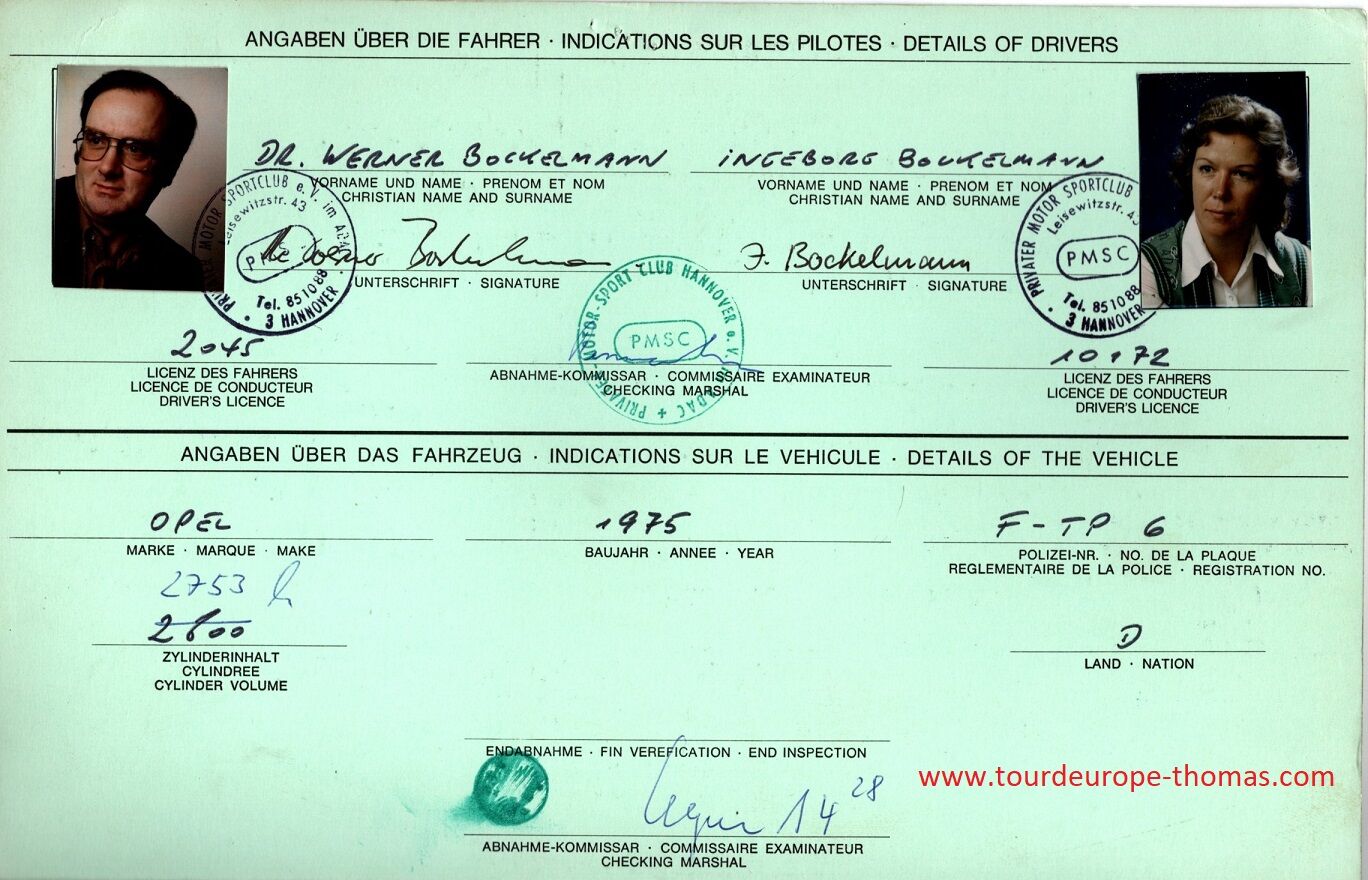 ANGABEN ÜBER DIE FAHRER · INDICATIONS SUR LES PILOTES · DETAILS OF DRIVERS
DR. WERNER BOCKELMANN
INGEBORG BOCKELMANN
VORNAME UND NAME · PRENOM ET NOM
CHRISTIAN NAME AND SURNAME
VORNAME UND NAME · PRENOM ET NOM
CHRISTIAN NAME AND SURNAME
PRIVATER MOTOR SPORTCLUB e. V. im ADAC
Leisewitzstr. 43
PMSC
Tel. 85 10 88
3 HANNOVER
Werner Bockelmann
UNTERSCHRIFT · SIGNATURE
I. Bockelmann
UNTERSCHRIFT · SIGNATURE
PRIVATER MOTOR SPORTCLUB
Leisewitzstr. 43
PMSC
Tel. 85 10 88
3 HANNOVER
PRIVATER-MOTOR-SPORT CLUB HANNOVER e. V. ADAC
PMSC
2045
LICENZ DES FAHRERS
LICENCE DE CONDUCTEUR
DRIVER'S LICENCE
ABNAHME-KOMMISSAR · COMMISSAIRE EXAMINATEUR
CHECKING MARSHAL
10172
LICENZ DES FAHRERS
LICENCE DE CONDUCTEUR
DRIVER'S LICENCE
ANGABEN ÜBER DAS FAHRZEUG · INDICATIONS SUR LE VEHICULE · DETAILS OF THE VEHICLE
OPEL
MARKE · MARQUE · MAKE
1975
BAUJAHR · ANNEE · YEAR
F-TP 6
POLIZEI-NR. · NO. DE LA PLAQUE
REGLEMENTAIRE DE LA POLICE · REGISTRATION NO.
2753
2800
ZYLINDERINHALT
CYLINDREE
CYLINDER VOLUME
D
LAND · NATION
ENDABNAHME · FIN VEREFICATION · END INSPECTION
14 28
ABNAHME-KOMMISSAR · COMMISSAIRE EXAMINATEUR
CHECKING MARSHAL
www.tourdeurope-thomas.com